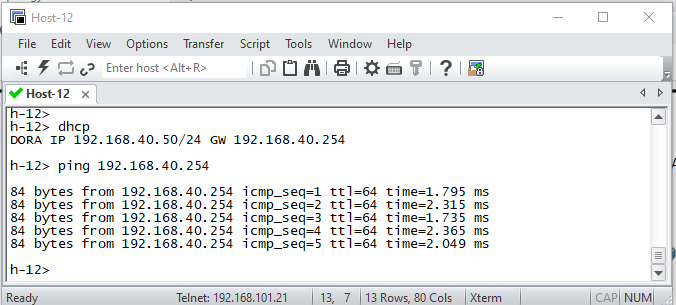 Host-12
File Edit View Options Transfer Script Tools Window Help
Enter host <Alt+R>
Host-12
h-12>
h-12> dhcp
DORA IP 192.168.40.50/24 GW 192.168.40.254
h-12> ping 192.168.40.254
84 bytes from 192.168.40.254 icmp_seq=1 ttl=64 time=1.795 ms
84 bytes from 192.168.40.254 icmp_seq=2 ttl=64 time=2.315 ms
84 bytes from 192.168.40.254 icmp_seq=3 ttl=64 time=1.735 ms
84 bytes from 192.168.40.254 icmp_seq=4 ttl=64 time=2.365 ms
84 bytes from 192.168.40.254 icmp_seq=5 ttl=64 time=2.049 ms
h-12>
Ready Telnet: 192.168.101.21 13, 7 13 Rows, 80 Cols Xterm CAP NUM